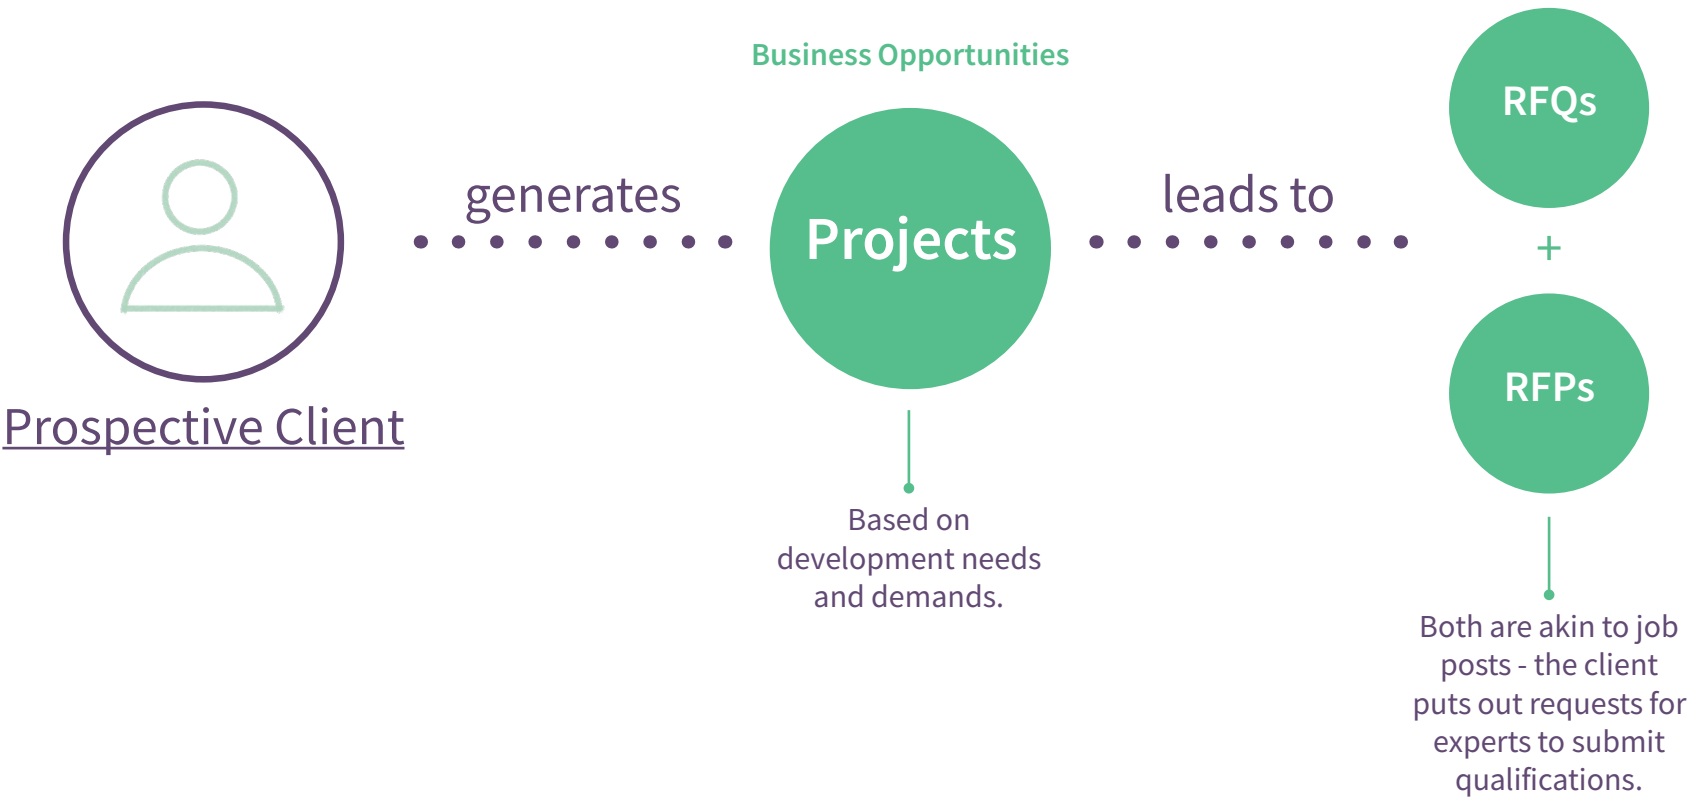 Business Opportunities
Prospective Client
generates
Projects
leads to
RFQs
+
RFPs
Based on
development needs
and demands.
Both are akin to job
posts - the client
puts out requests for
experts to submit
qualifications.